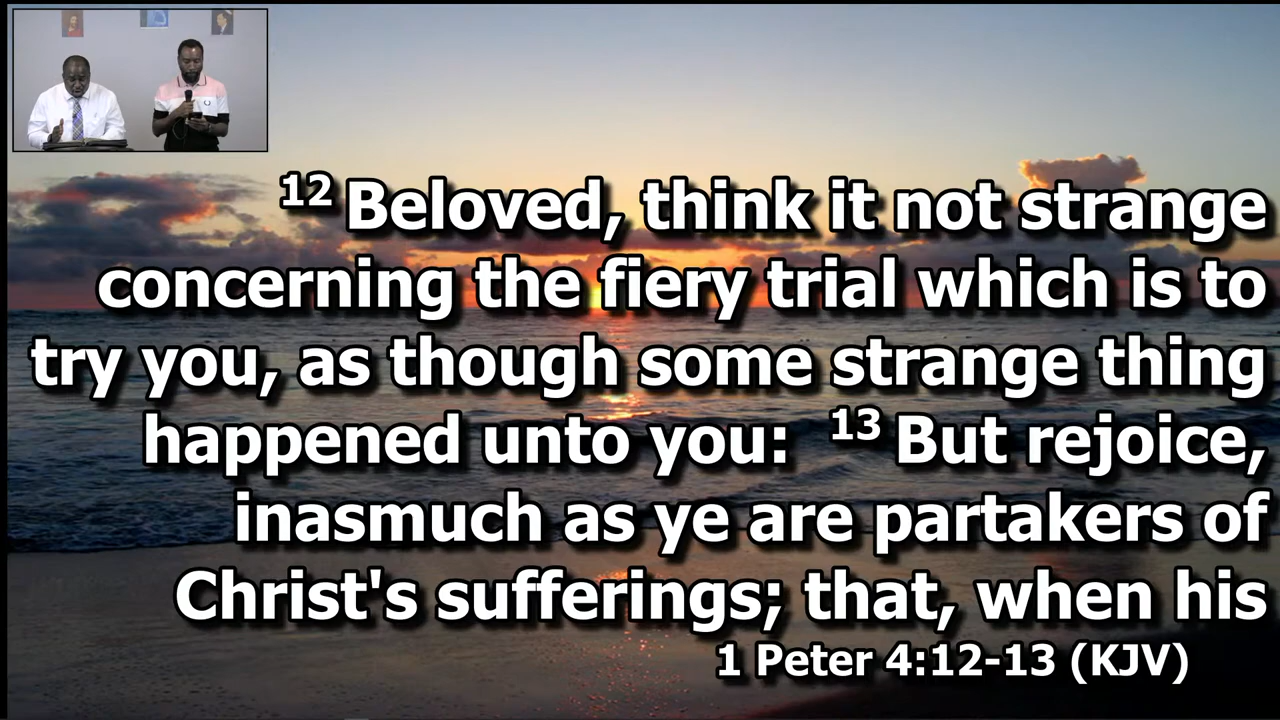 12 Beloved, think it not strange
concerning the fiery trial which is to
try you, as though some strange thing
happened unto you: 13 But rejoice,
inasmuch as ye are partakers of
Christ's sufferings; that, when his
1 Peter 4:12-13 (KJV)